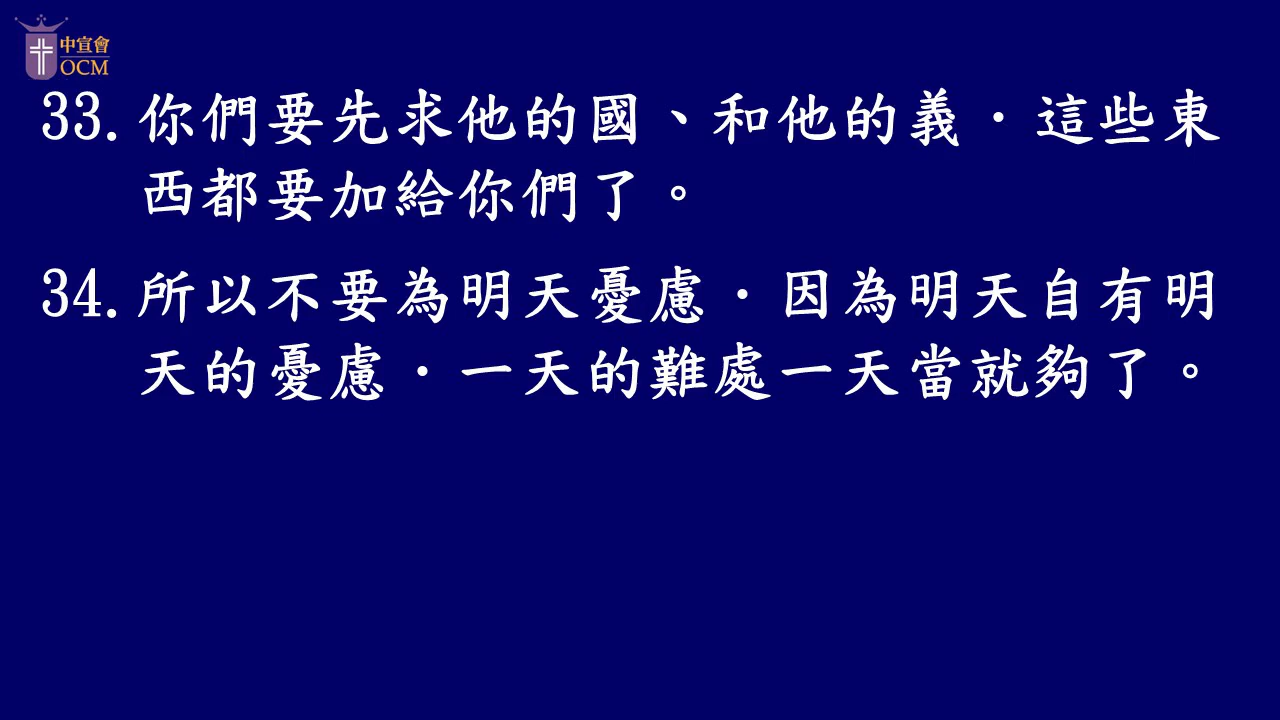 中宣會
OCM
33. 你們要先求他的國、和他的義．這些東
西都要加給你們了。
34. 所以不要為明天憂慮．因為明天自有明
天的憂慮．一天的難處一天當就夠了。